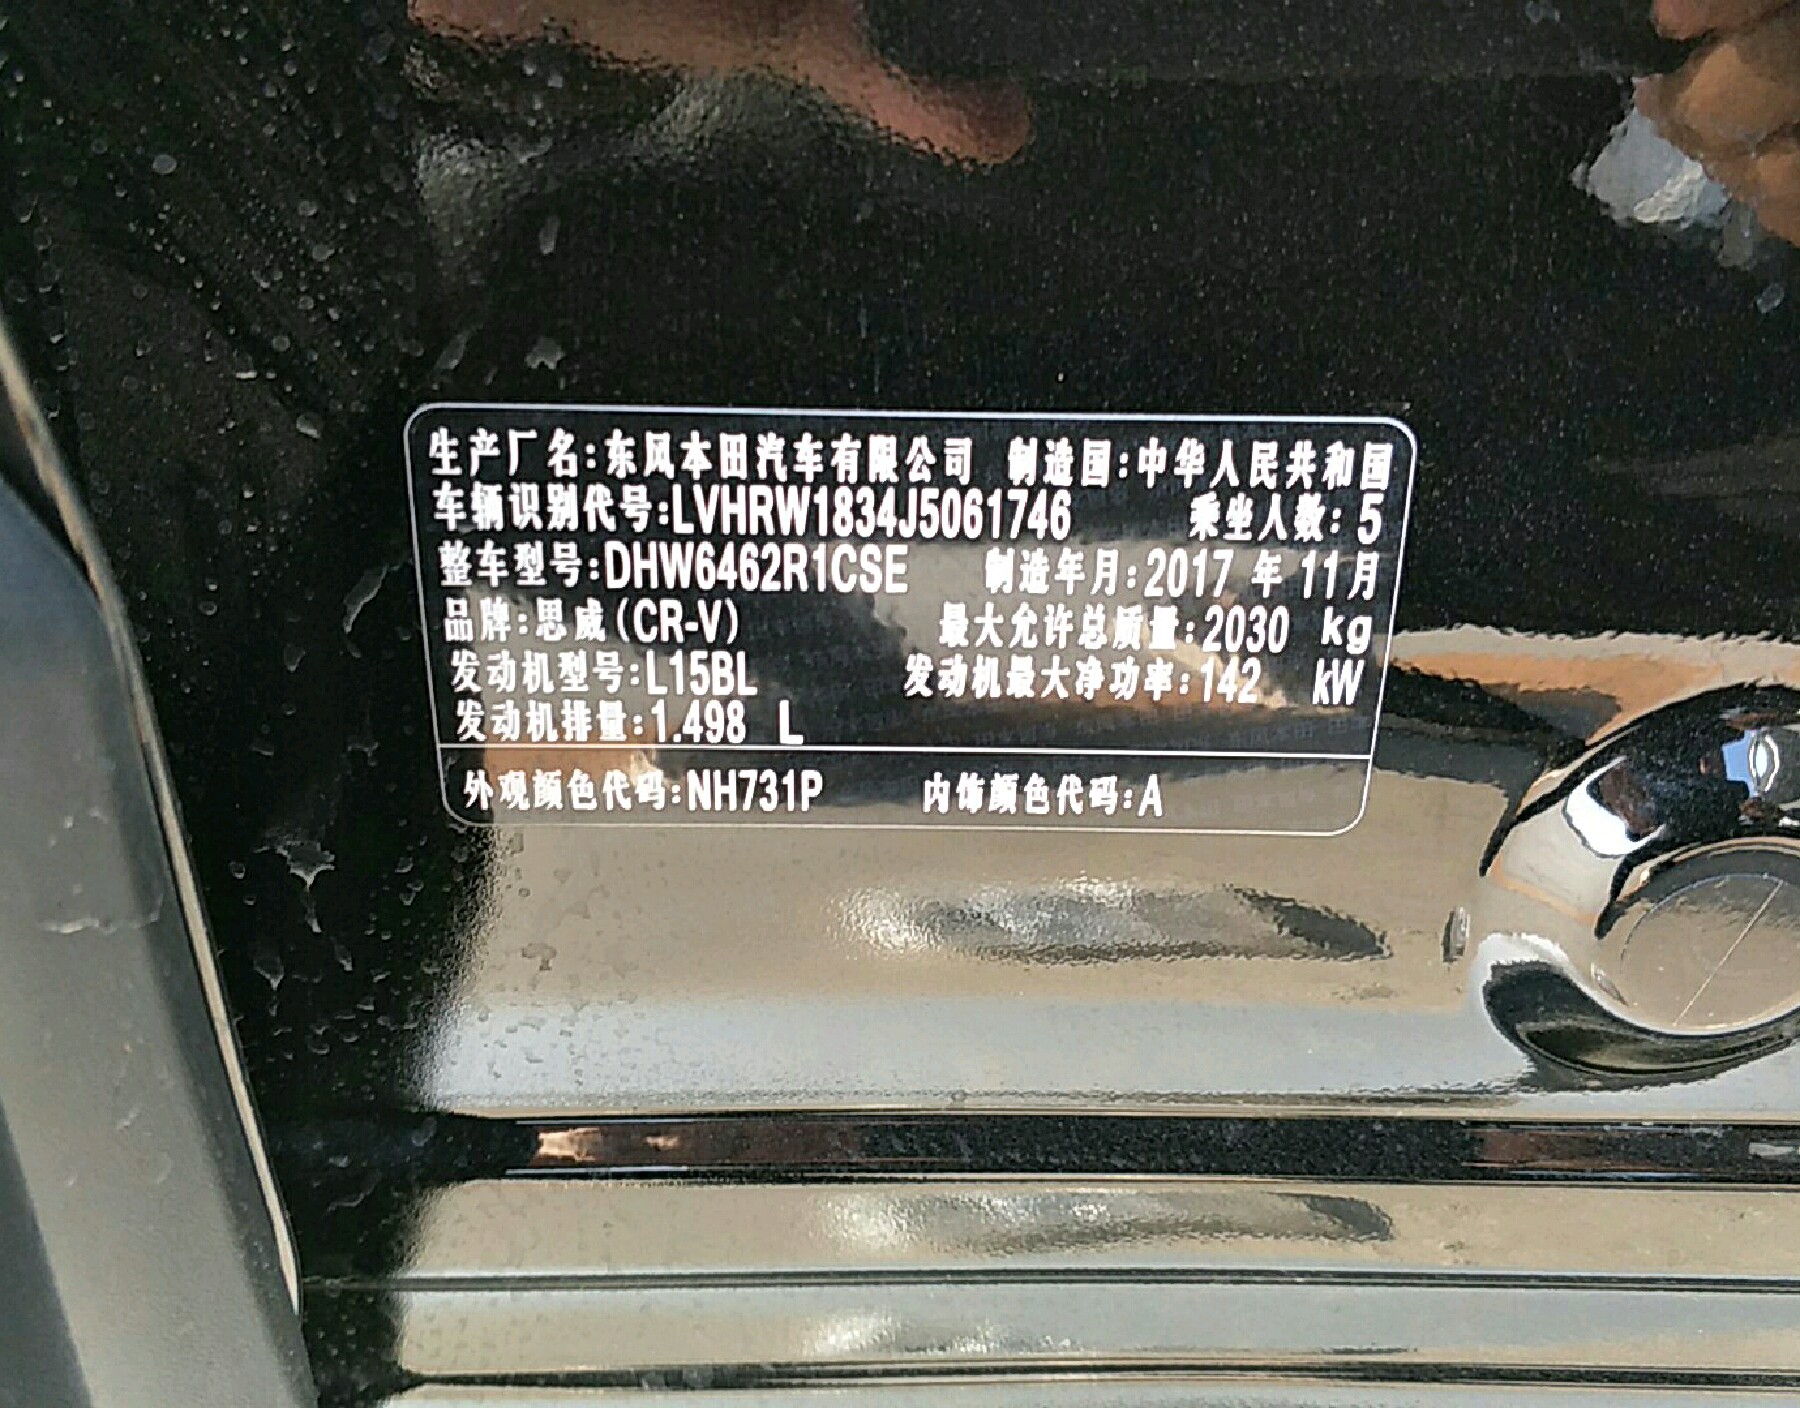 生产厂名:东风本田汽车有限公司 制造国:中华人民共和国
车辆识别代号:LVHRW1834J5061746 乘坐人数:5
整车型号:DHW6462R1CSE 制造年月:2017 年 11月
品牌:思威(CR-V) 最大允许总质量:2030 kg
发动机型号:L15BL 发动机最大净功率:142 kW
发动机排量:1.498 L
外观颜色代码:NH731P 内饰颜色代码:A